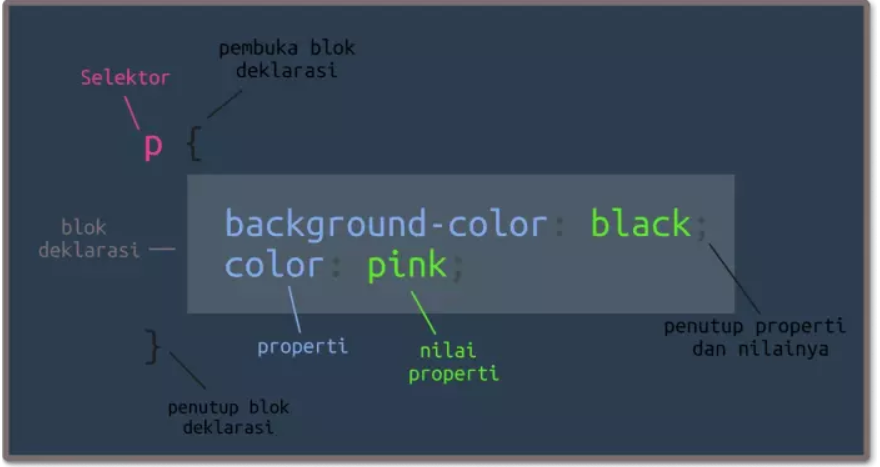 pembuka blok
deklarasi
Selektor
p {
background-color: black;
blok
deklarasi
color: pink;
penutup properti
dan nilainya
}
properti
nilai
properti
penutup blok
deklarasi